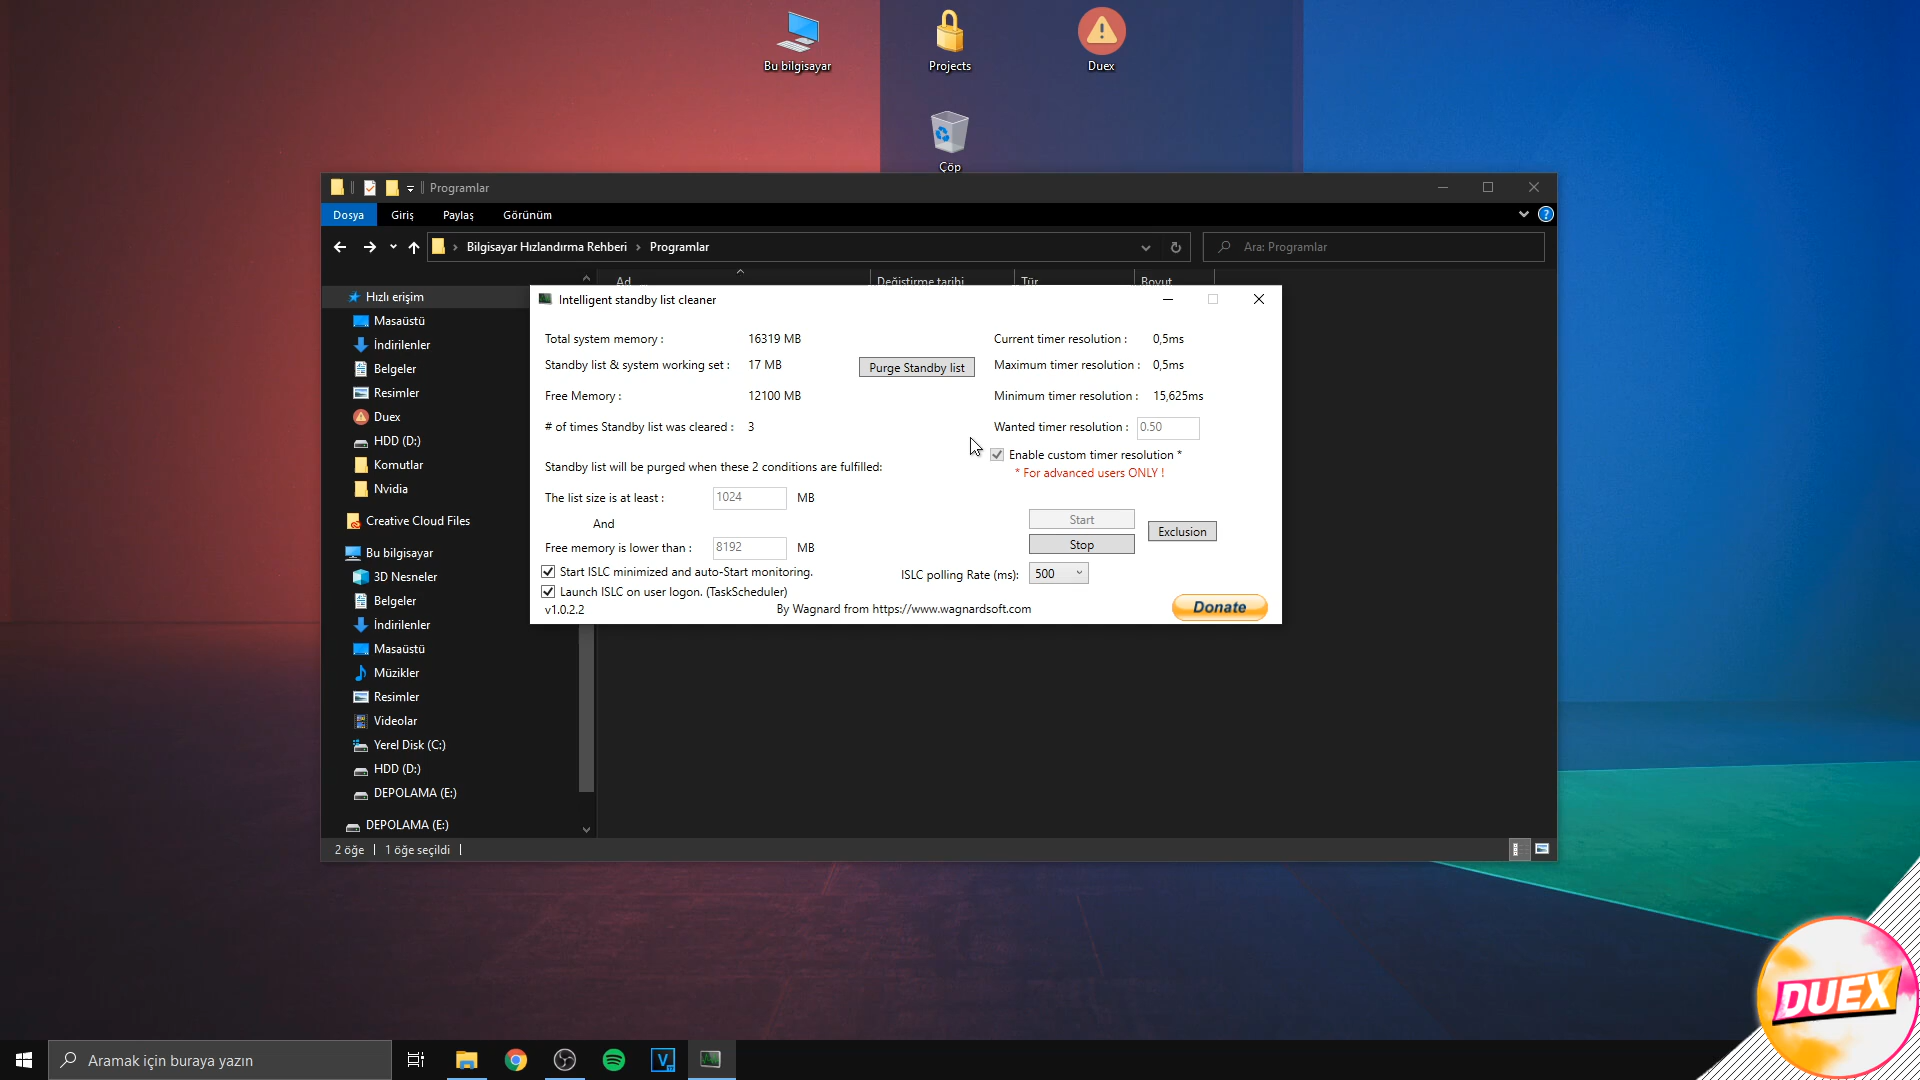 Bu bilgisayar
Projects
Duex
Çöp
Programlar
Dosya
Giriş
Paylaş
Görünüm
Bilgisayar Hızlandırma Rehberi > Programlar
Ara: Programlar
Ad
Değiştirme tarihi
Tür
Boyut
Hızlı erişim
Masaüstü
İndirilenler
Belgeler
Resimler
Duex
HDD (D:)
Komutlar
Nvidia
Creative Cloud Files
Bu bilgisayar
3D Nesneler
Belgeler
İndirilenler
Masaüstü
Müzikler
Resimler
Videolar
Yerel Disk (C:)
HDD (D:)
DEPOLAMA (E:)
DEPOLAMA (E:)
2 öğe
1 öğe seçildi
Intelligent standby list cleaner
Total system memory : 16319 MB
Standby list & system working set : 17 MB
Purge Standby list
Free Memory : 12100 MB
# of times Standby list was cleared : 3
Standby list will be purged when these 2 conditions are fulfilled:
The list size is at least : 1024 MB
And
Free memory is lower than : 8192 MB
Start ISLC minimized and auto-Start monitoring.
Launch ISLC on user logon. (TaskScheduler)
v1.0.2.2
By Wagnard from https://www.wagnardsoft.com
Current timer resolution : 0,5ms
Maximum timer resolution : 0,5ms
Minimum timer resolution : 15,625ms
Wanted timer resolution : 0.50
Enable custom timer resolution *
* For advanced users ONLY !
Start
Stop
Exclusion
ISLC polling Rate (ms): 500
Donate
Aramak için buraya yazın
DUEX